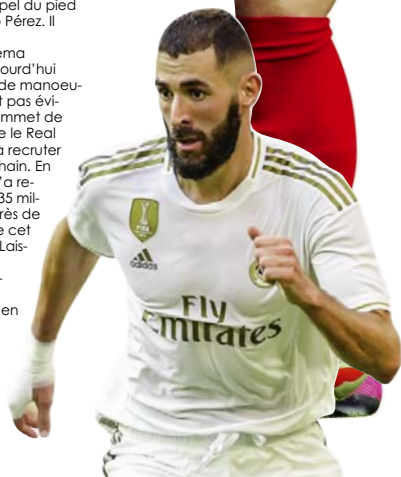 pel du pied
Pérez. Il
ema
ourd'hui
de manoeu-
t pas évi-
mmet de
e le Real
à recruter
hain. En
'a re-
35 mil-
rès de
e cet
Lais-
-
en
adidas
Fly
Emirates